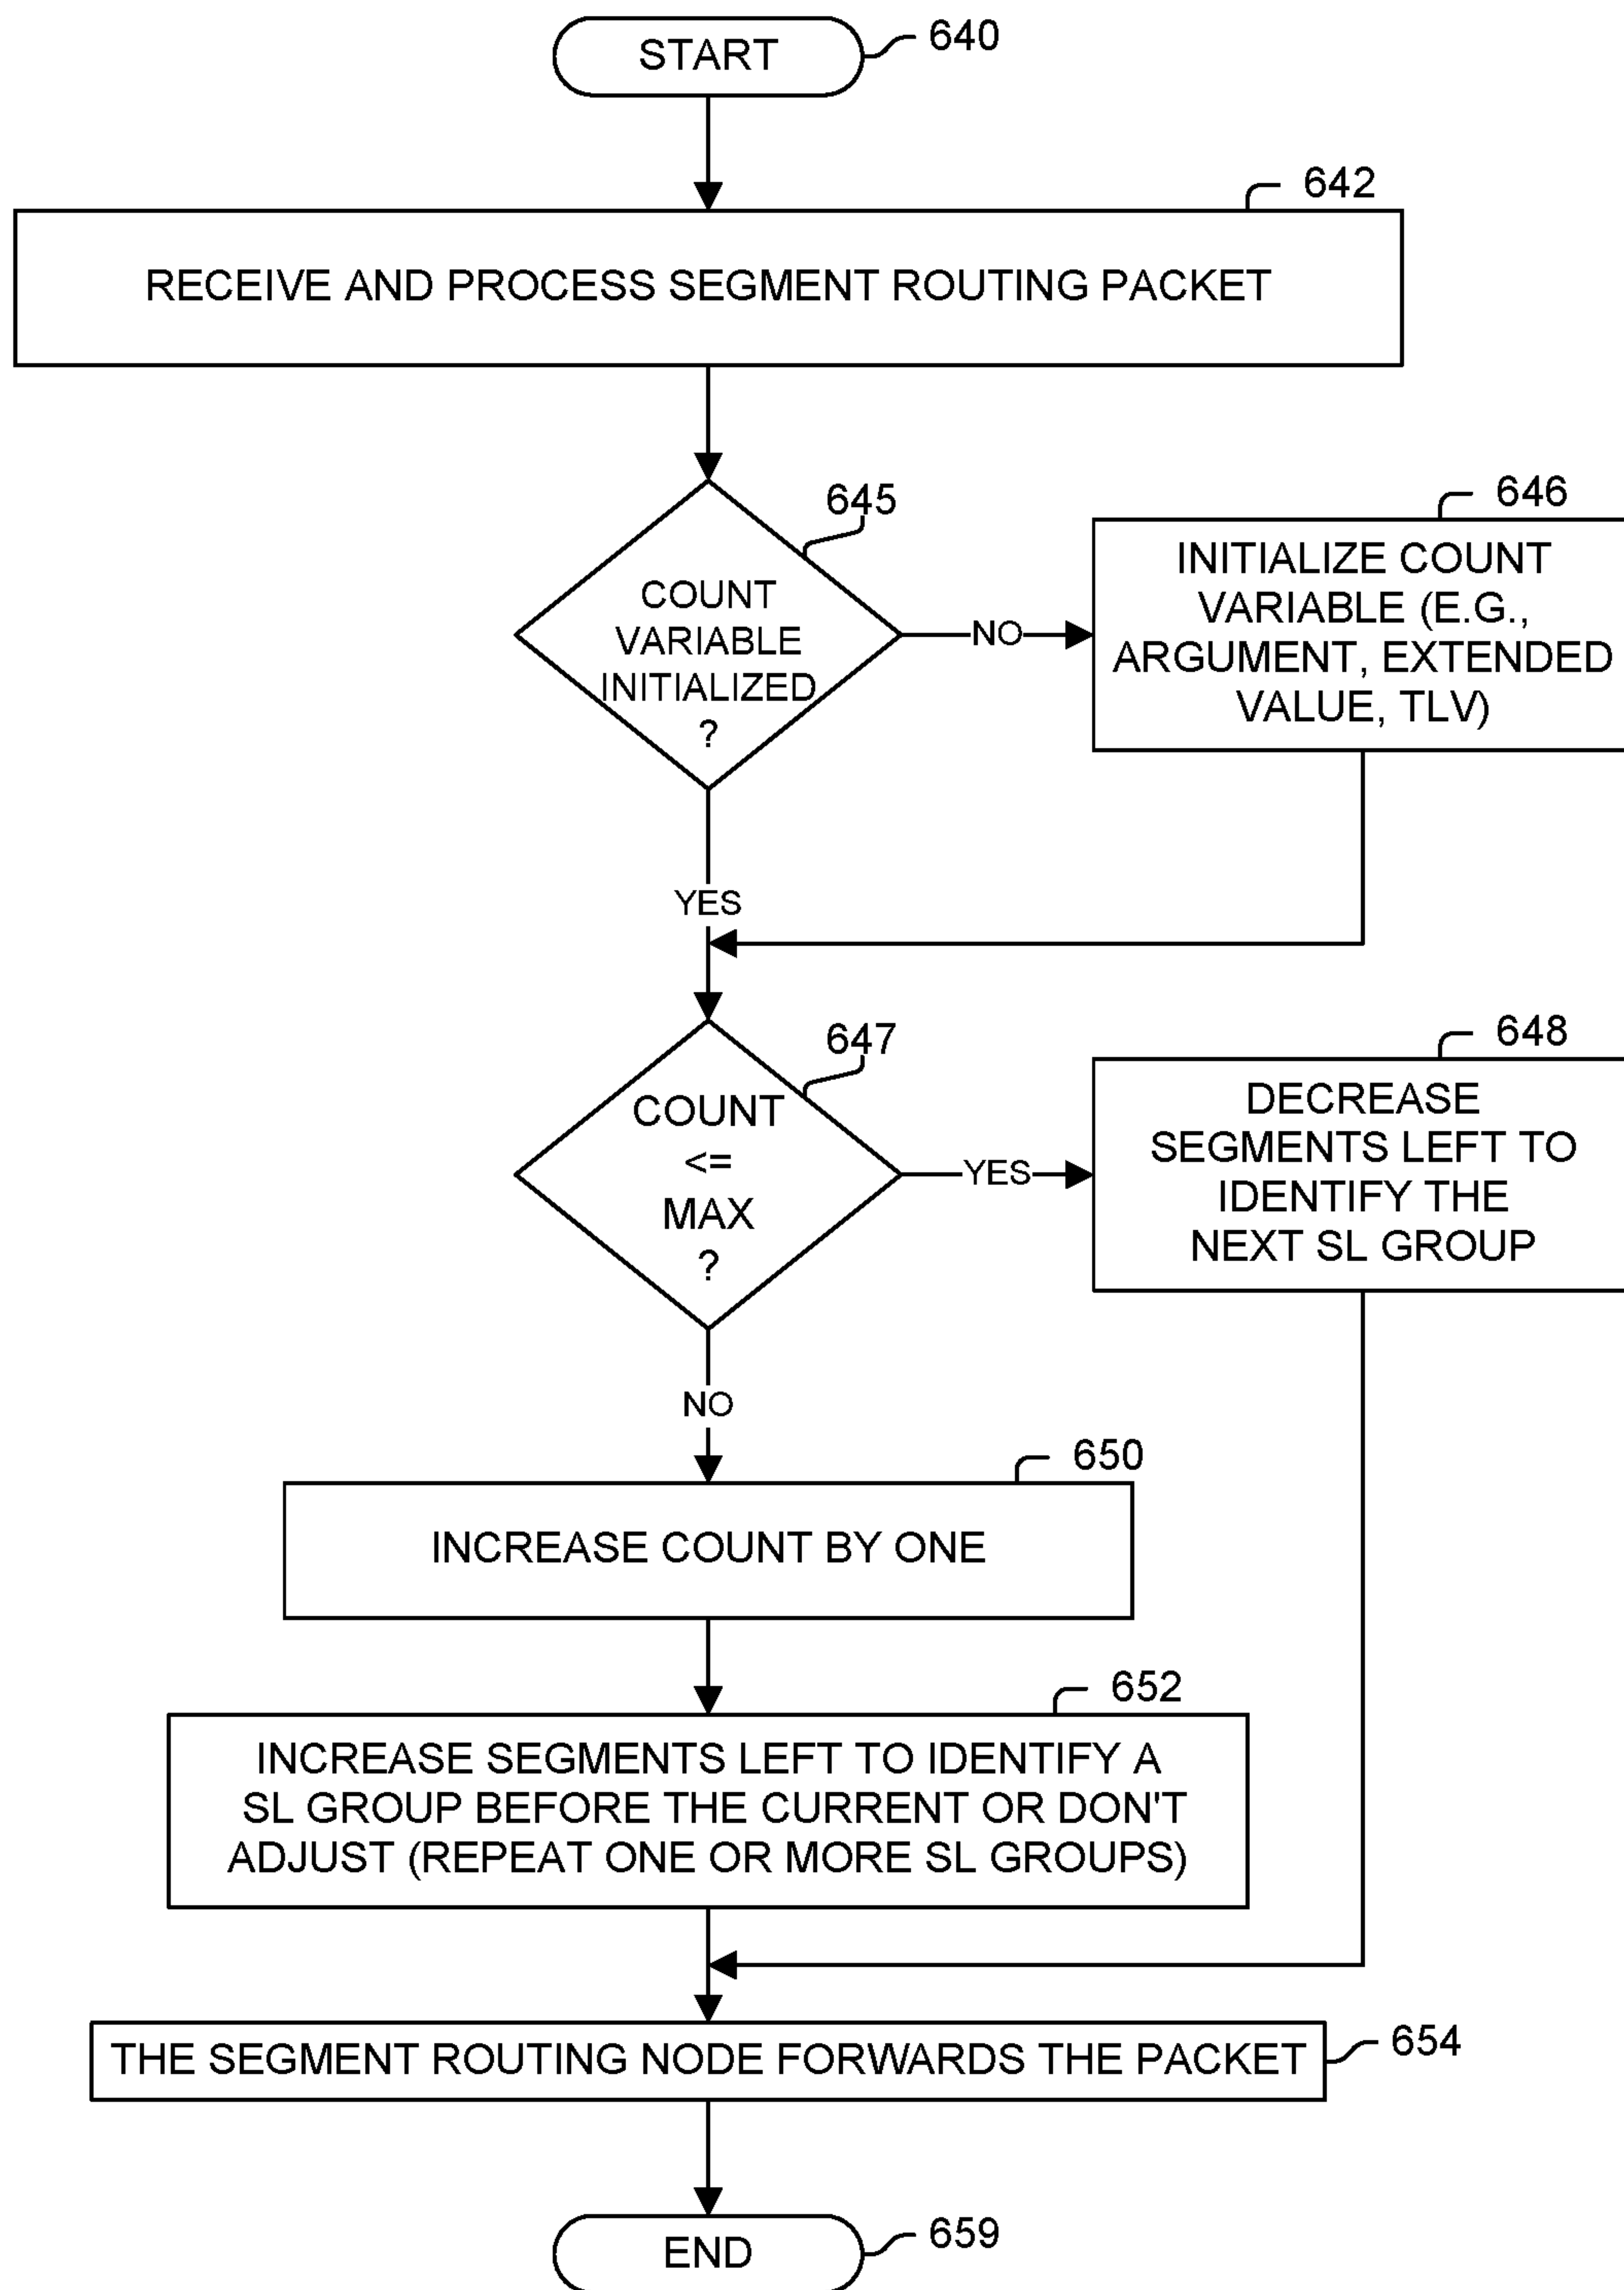 START
640
642
RECEIVE AND PROCESS SEGMENT ROUTING PACKET
645
COUNT
VARIABLE
INITIALIZED
?
NO
646
INITIALIZE COUNT
VARIABLE (E.G.,
ARGUMENT, EXTENDED
VALUE, TLV)
YES
647
COUNT
<=
MAX
?
YES
648
DECREASE
SEGMENTS LEFT TO
IDENTIFY THE
NEXT SL GROUP
NO
650
INCREASE COUNT BY ONE
652
INCREASE SEGMENTS LEFT TO IDENTIFY A
SL GROUP BEFORE THE CURRENT OR DON'T
ADJUST (REPEAT ONE OR MORE SL GROUPS)
THE SEGMENT ROUTING NODE FORWARDS THE PACKET
654
END
659